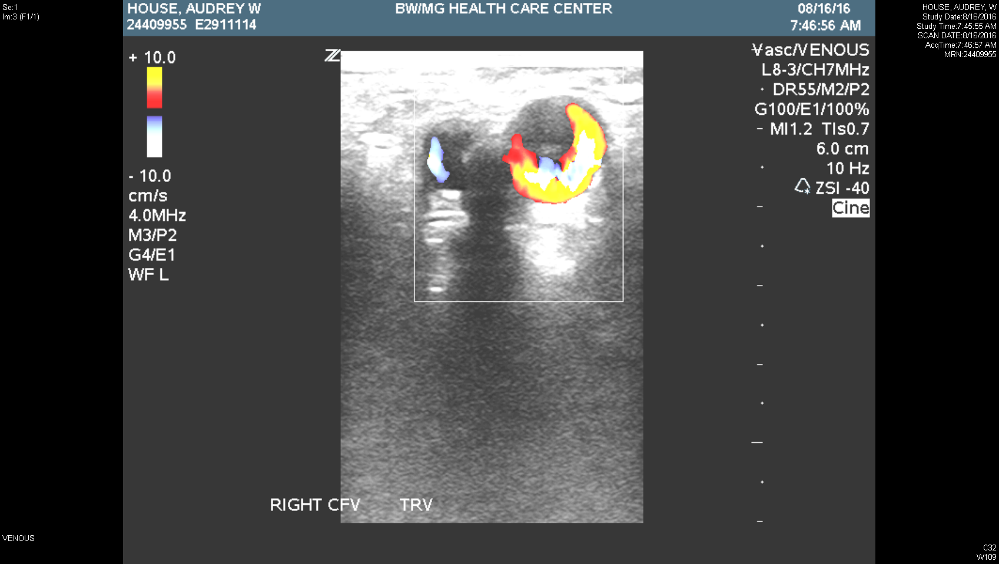 Se:1
Im:3 (F1/1)
HOUSE, AUDREY W
24409955 E2911114
BW/MG HEALTH CARE CENTER
08/16/16
7:46:56 AM
HOUSE, AUDREY, W
Study Date:8/16/2016
Study Time:7:45:55 AM
SCAN DATE:8/16/2016
AcqTime:7:46:57 AM
MRN:24409955
+ 10.0
- 10.0
cm/s
4.0MHz
M3/P2
G4/E1
WF L
Z
Vasc/VENOUS
L8-3/CH7MHz
DR55/M2/P2
G100/E1/100%
MI1.2 TIs0.7
6.0 cm
10 Hz
ZSI -40
Cine
RIGHT CFV TRV
VENOUS
C32
W109